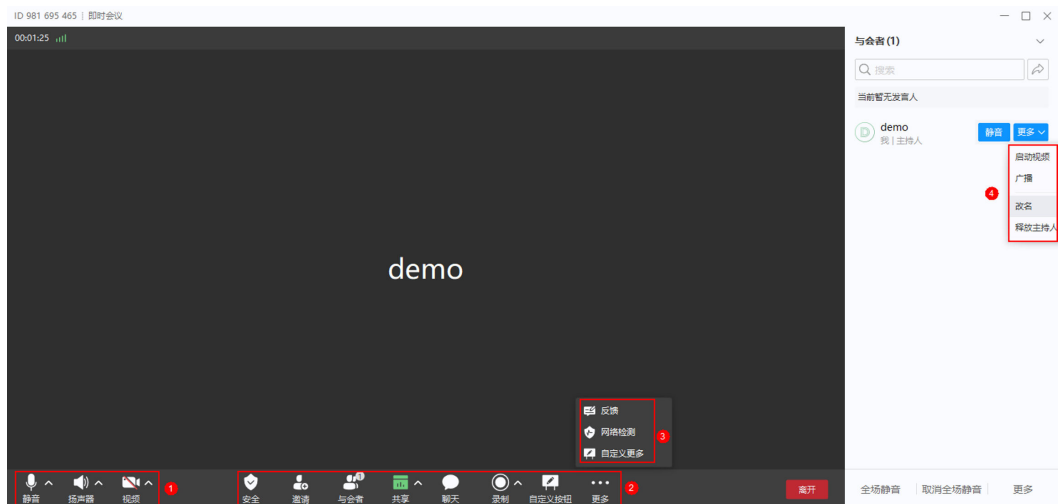 ID 981 695 465 | 即时会议
00:01:25
demo
反馈
网络检测
自定义更多
3
静音
扬声器
视频
1
安全
邀请
1
与会者
共享
聊天
录制
自定义按钮
更多
2
离开
与会者(1)
搜索
当前暂无发言人
D
demo
我 | 主持人
静音
更多
启动视频
广播
4
改名
释放主持人
全场静音
取消全场静音
更多